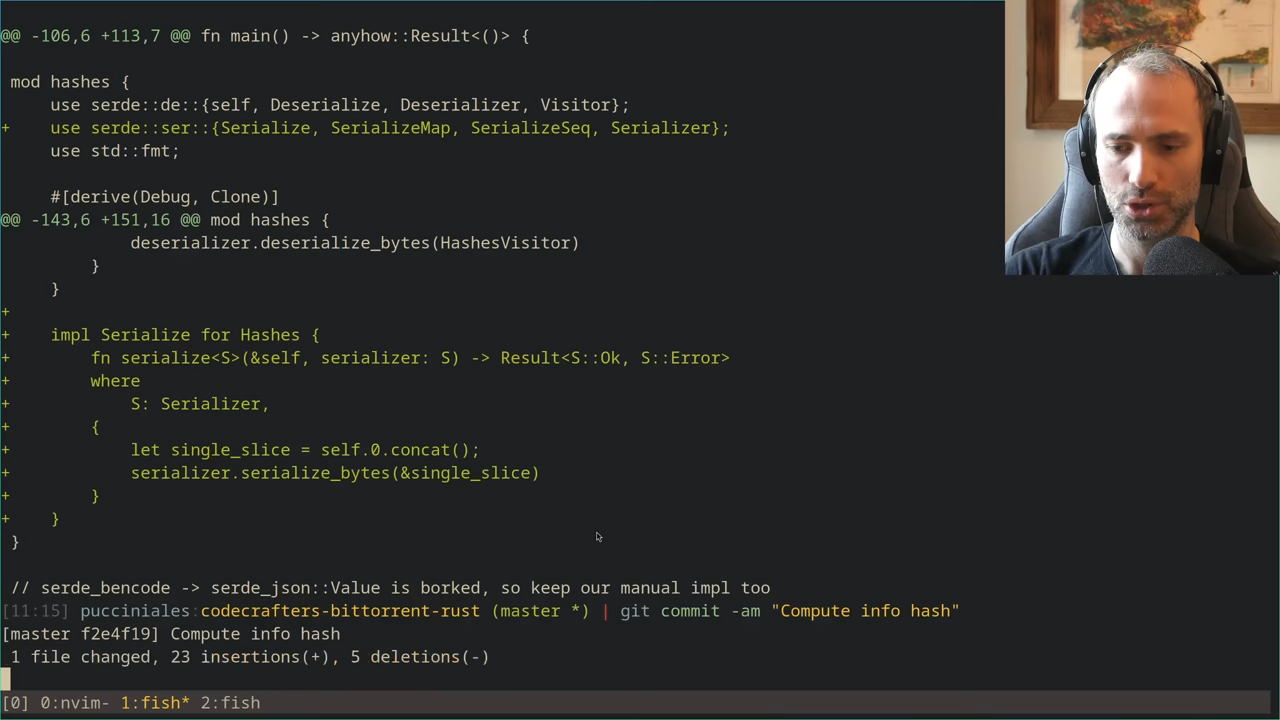 @@ -106,6 +113,7 @@ fn main() -> anyhow::Result<()> {
mod hashes {
    use serde::de::{self, Deserialize, Deserializer, Visitor};
+    use serde::ser::{Serialize, SerializeMap, SerializeSeq, Serializer};
    use std::fmt;
    #[derive(Debug, Clone)]
@@ -143,6 +151,16 @@ mod hashes {
            deserializer.deserialize_bytes(HashesVisitor)
        }
    }
+
+    impl Serialize for Hashes {
+        fn serialize<S>(&self, serializer: S) -> Result<S::Ok, S::Error>
+        where
+            S: Serializer,
+        {
+            let single_slice = self.0.concat();
+            serializer.serialize_bytes(&single_slice)
+        }
+    }
}
// serde_bencode -> serde_json::Value is borked, so keep our manual impl too
[11:15] pucciniales:codecrafters-bittorrent-rust (master *) | git commit -am "Compute info hash"
[master f2e4f19] Compute info hash
1 file changed, 23 insertions(+), 5 deletions(-)
[0] 0:nvim- 1:fish* 2:fish